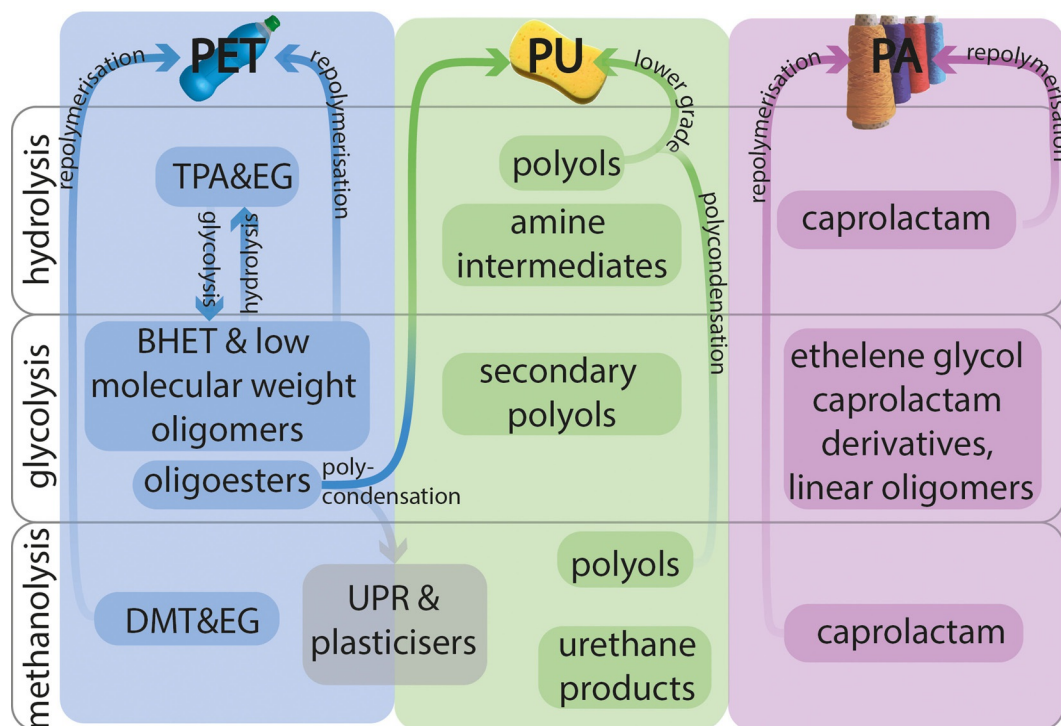 PET
PU
PA
repolymerisation
repolymerisation
lower grade
repolymerisation
repolymerisation
hydrolysis
TPA&EG
glycolysis
hydrolysis
polyols
amine
intermediates
polycondensation
caprolactam
glycolysis
BHET & low
molecular weight
oligomers
oligoesters
poly-
condensation
secondary
polyols
ethelene glycol
caprolactam
derivatives,
linear oligomers
methanolysis
DMT&EG
UPR &
plasticisers
polyols
urethane
products
caprolactam